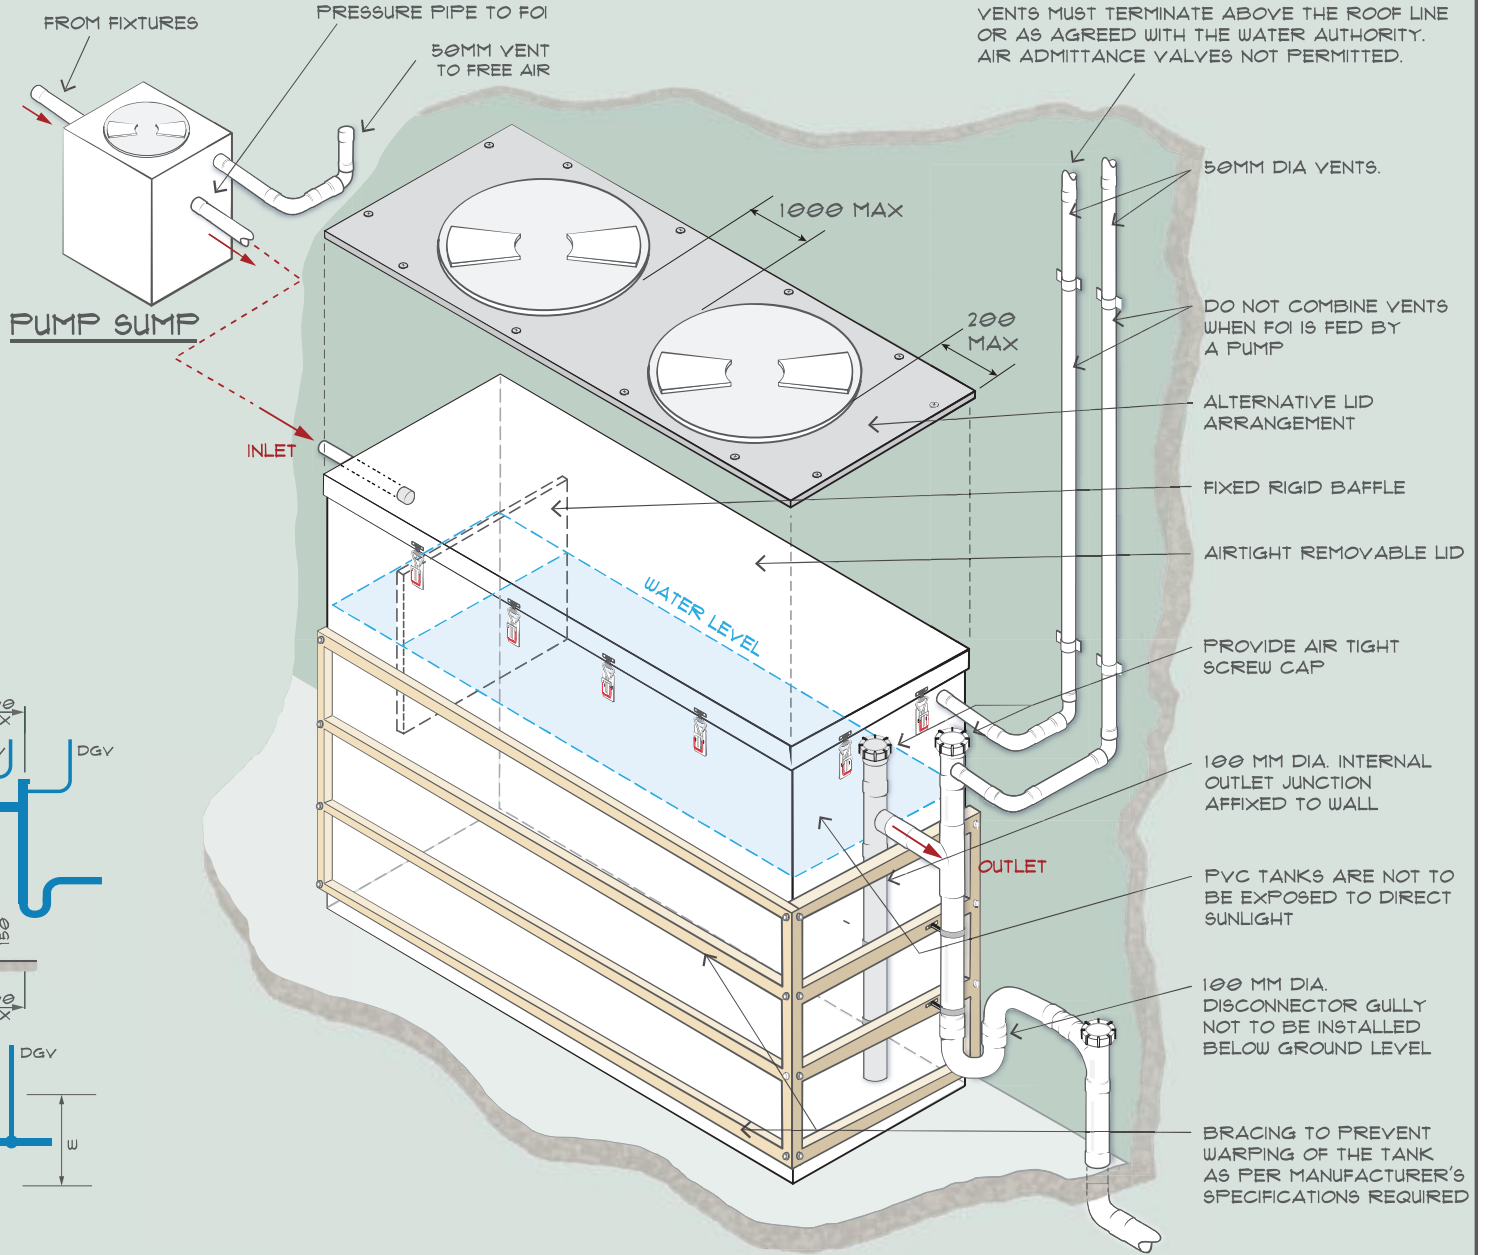 FROM FIXTURES
PRESSURE PIPE TO FOI
50MM VENT
TO FREE AIR
VENTS MUST TERMINATE ABOVE THE ROOF LINE
OR AS AGREED WITH THE WATER AUTHORITY.
AIR ADMITTANCE VALVES NOT PERMITTED.
50MM DIA VENTS.
1000 MAX
PUMP SUMP
200
MAX
DO NOT COMBINE VENTS
WHEN FOI IS FED BY
A PUMP
ALTERNATIVE LID
ARRANGEMENT
INLET
FIXED RIGID BAFFLE
AIRTIGHT REMOVABLE LID
WATER LEVEL
PROVIDE AIR TIGHT
SCREW CAP
DGV
100 MM DIA. INTERNAL
OUTLET JUNCTION
AFFIXED TO WALL
OUTLET
PVC TANKS ARE NOT TO
BE EXPOSED TO DIRECT
SUNLIGHT
150
100 MM DIA.
DISCONNECTOR GULLY
NOT TO BE INSTALLED
BELOW GROUND LEVEL
DGV
E
BRACING TO PREVENT
WARPING OF THE TANK
AS PER MANUFACTURER'S
SPECIFICATIONS REQUIRED